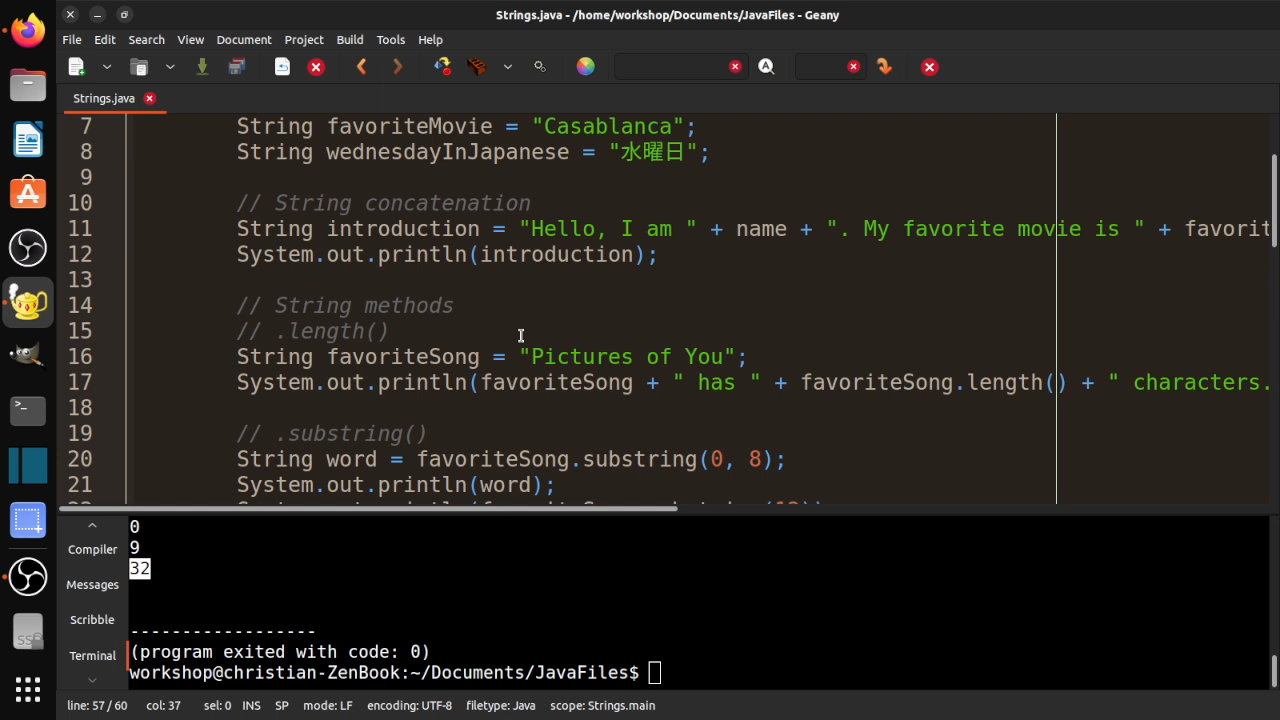 Strings.java - /home/workshop/Documents/JavaFiles - Geany
File Edit Search View Document Project Build Tools Help
Strings.java
7 String favoriteMovie = "Casablanca";
8 String wednesdayInJapanese = "水曜日";
9
10 // String concatenation
11 String introduction = "Hello, I am " + name + ". My favorite movie is " + favorit
12 System.out.println(introduction);
13
14 // String methods
15 // .length()
16 String favoriteSong = "Pictures of You";
17 System.out.println(favoriteSong + " has " + favoriteSong.length() + " characters.
18
19 // .substring()
20 String word = favoriteSong.substring(0, 8);
21 System.out.println(word);
Compiler
Messages
Scribble
Terminal
0
9
32
------------------
(program exited with code: 0)
workshop@christian-ZenBook:~/Documents/JavaFiles$
line: 57 / 60 col: 37 sel: 0 INS SP mode: LF encoding: UTF-8 filetype: Java scope: Strings.main